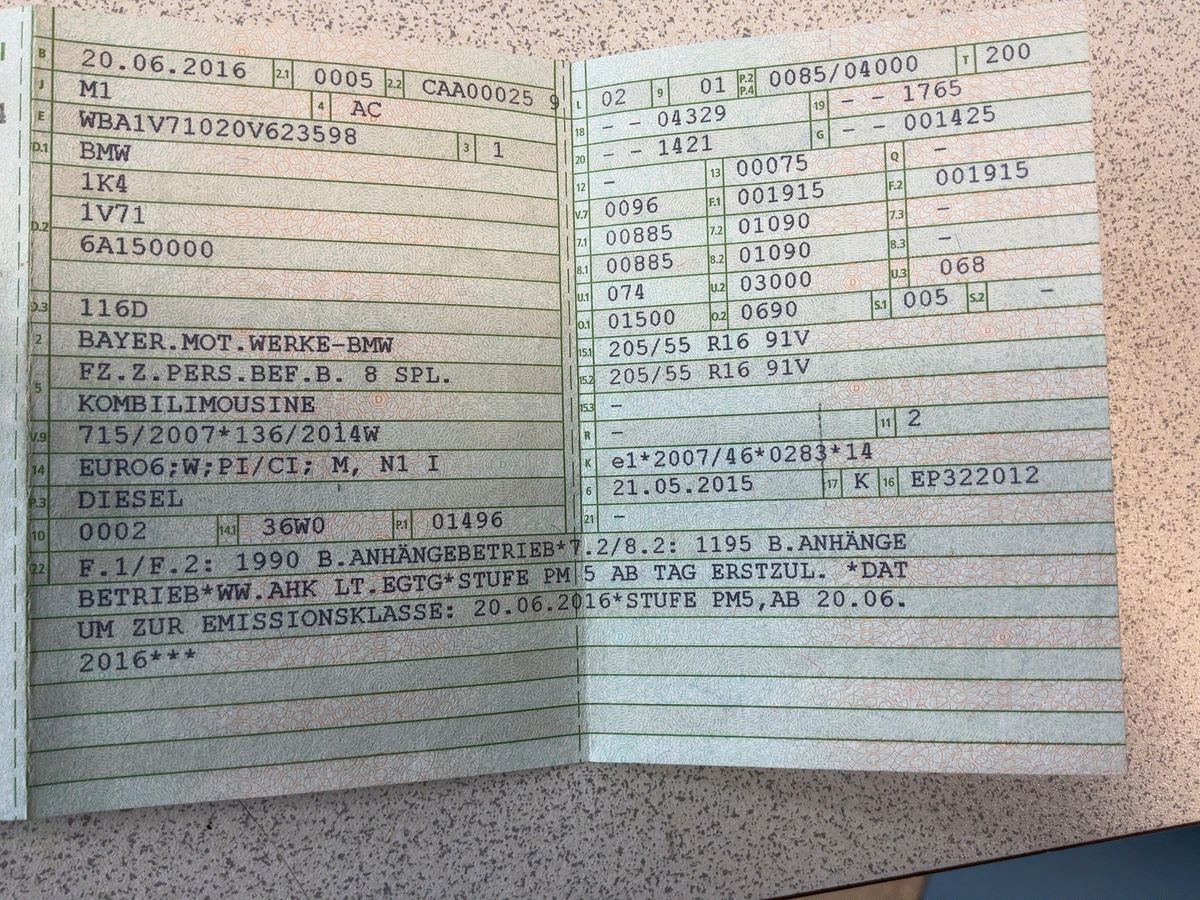 B 20.06.2016 2.1 0005 2.2 CAA00025 9
J M1 4 AC
E WBA1V71020V623598 3 1
D.1 BMW
1K4
D.2 1V71
6A150000
D.3 116D
2 BAYER.MOT.WERKE-BMW
5 FZ.Z.PERS.BEF.B. 8 SPL.
KOMBILIMOUSINE
V.9 715/2007*136/2014W
14 EURO6;W;PI/CI; M, N1 I
P.3 DIESEL
10 0002 14.1 36W0 P.1 01496
L 02 9 01 P.2 P.4 0085/04000 T 200
18 - - 04329 19 - - 1765
20 - - 1421 G - - 001425
12 - 13 00075 Q -
V.7 0096 F.1 001915 F.2 001915
7.1 00885 7.2 01090 7.3 -
8.1 00885 8.2 01090 8.3 -
U.1 074 U.2 03000 U.3 068
O.1 01500 O.2 0690 S.1 005 S.2 -
15.1 205/55 R16 91V
15.2 205/55 R16 91V
15.3 -
R - 11 2
K e1*2007/46*0283*14
6 21.05.2015 17 K 16 EP322012
21 -
22 F.1/F.2: 1990 B.ANHÄNGEBETRIEB*7.2/8.2: 1195 B.ANHÄNGE
BETRIEB*WW.AHK LT.EGTG*STUFE PM 5 AB TAG ERSTZUL. *DAT
UM ZUR EMISSIONSKLASSE: 20.06.2016*STUFE PM5,AB 20.06.
2016***